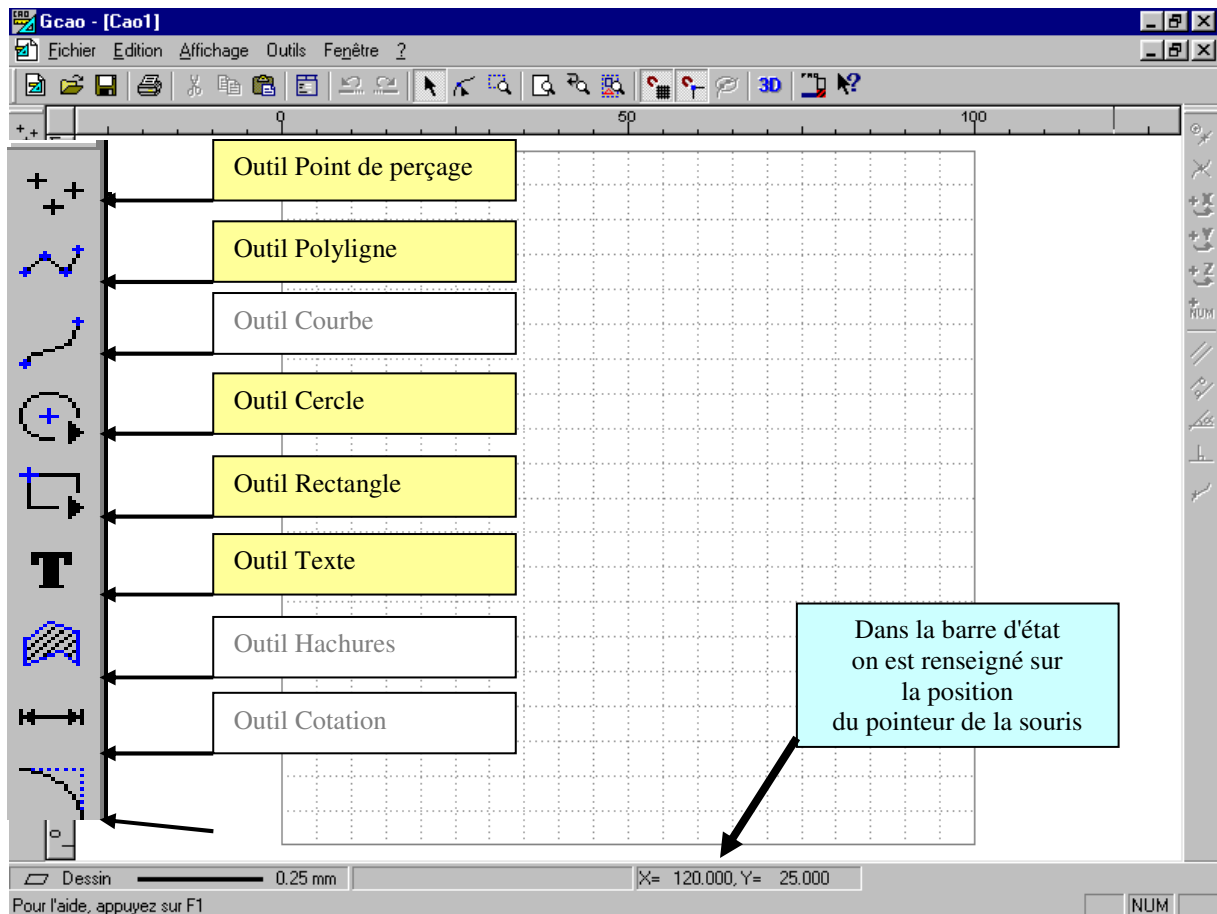 Gcao - [Cao1]
Fichier Edition Affichage Outils Fenêtre ?
3D
0 50 100
Outil Point de perçage
Outil Polyligne
Outil Courbe
Outil Cercle
Outil Rectangle
T
Outil Texte
Outil Hachures
Outil Cotation
Dans la barre d'état
on est renseigné sur
la position
du pointeur de la souris
+X
+Y
+Z
+
NUM
0
Dessin 0.25 mm X= 120.000, Y= 25.000
Pour l'aide, appuyez sur F1 NUM